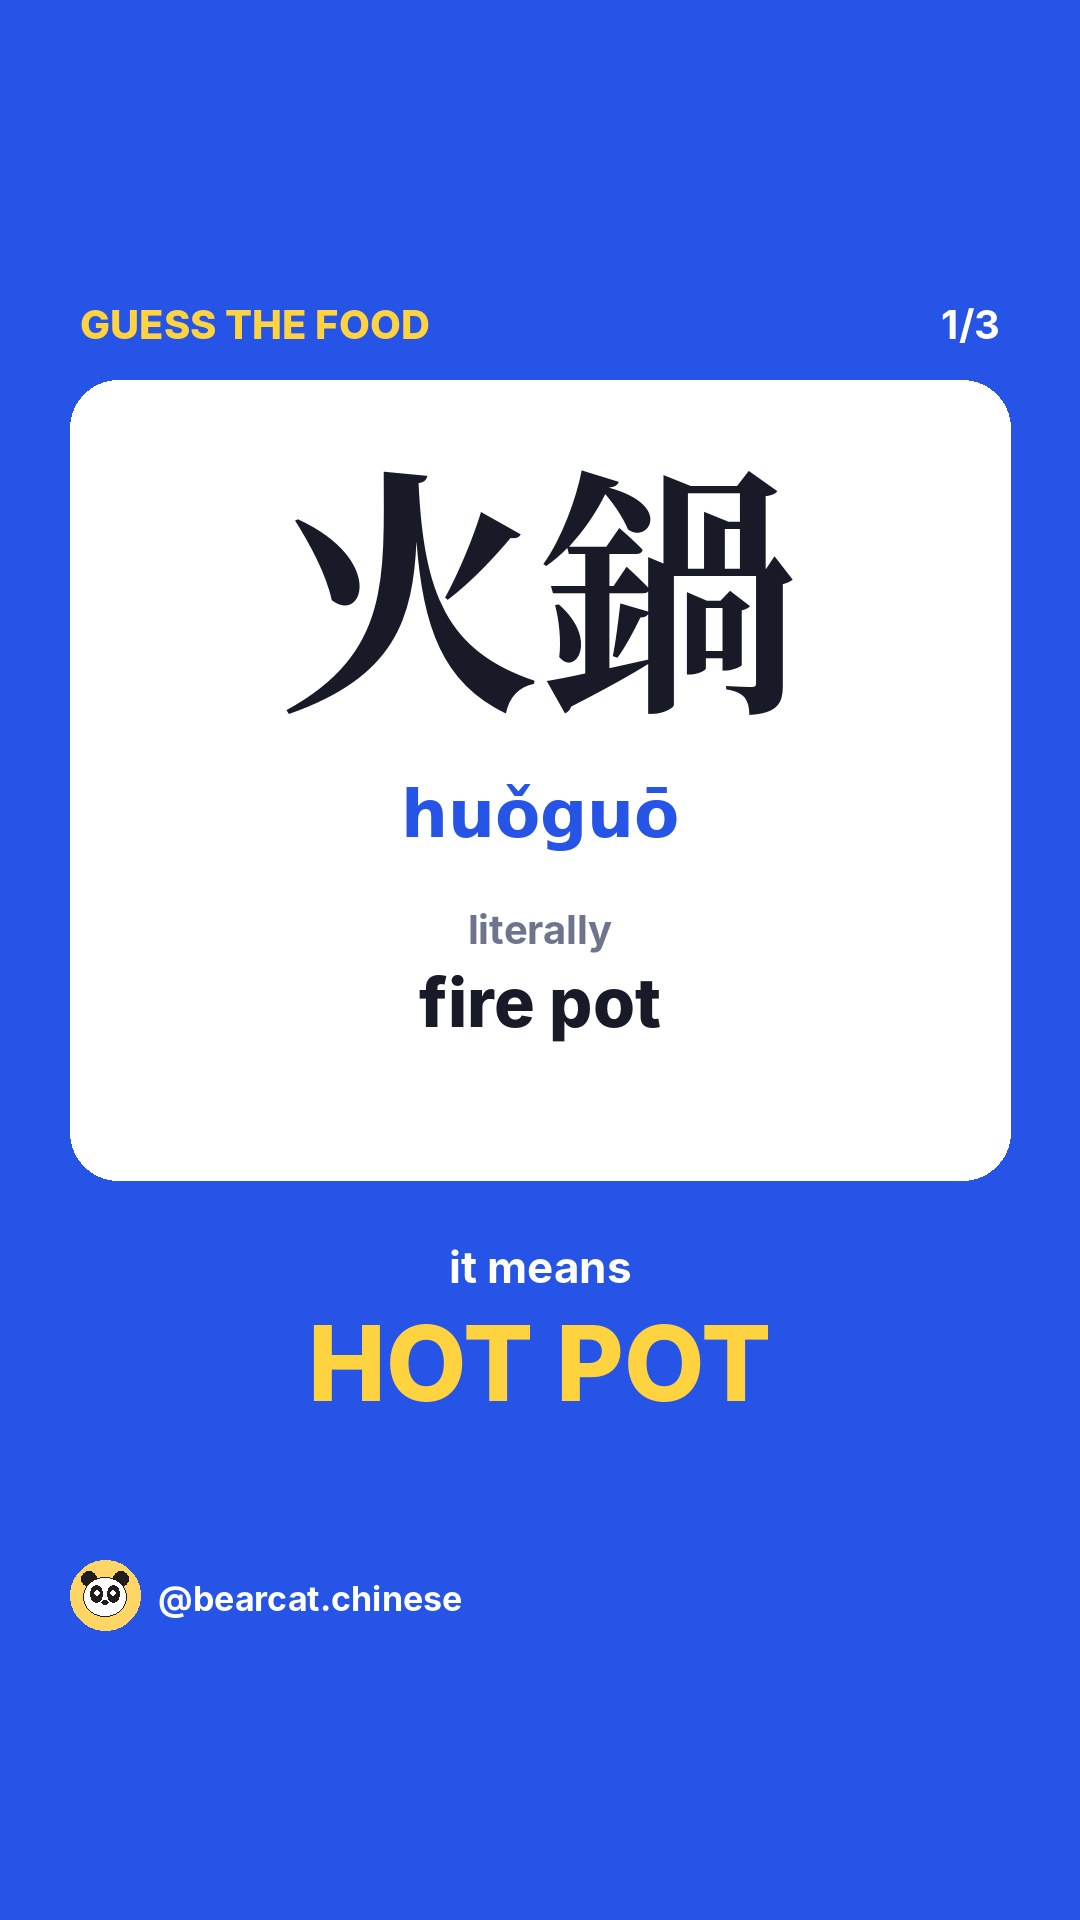 GUESS THE FOOD
1/3
火鍋
huǒguō
literally
fire pot
it means
HOT POT
@bearcat.chinese